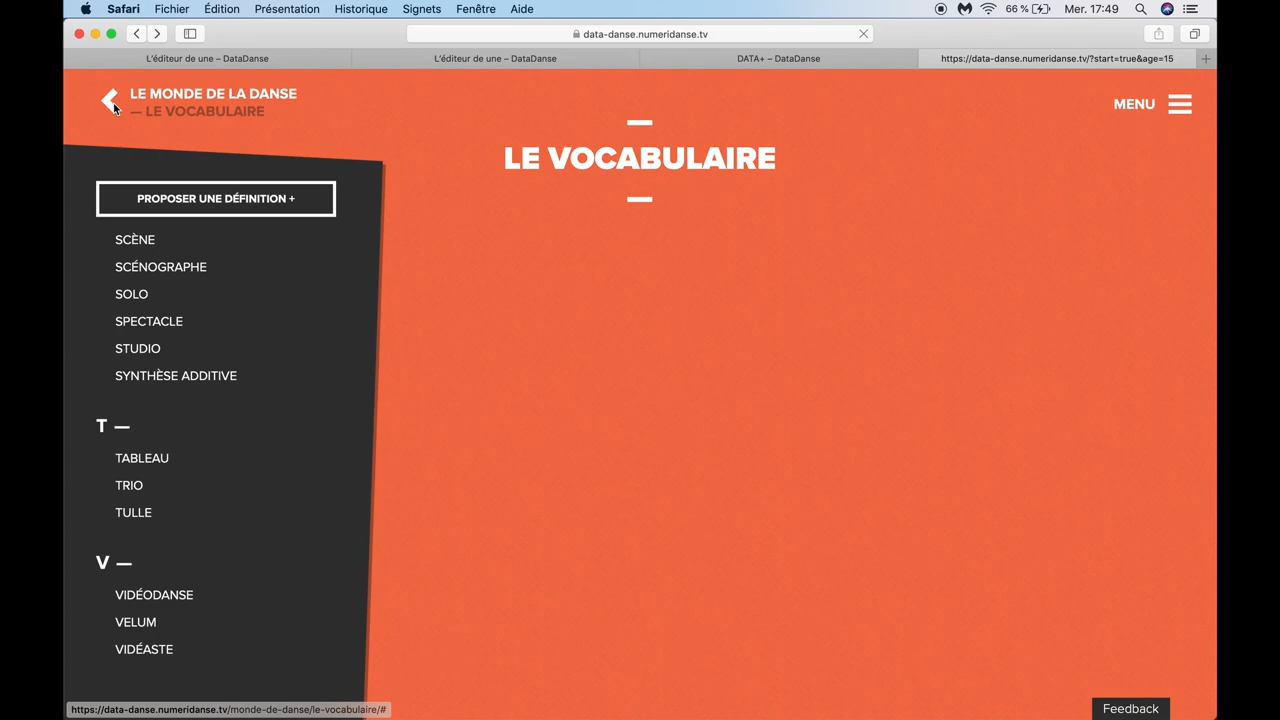 Safari Fichier Édition Présentation Historique Signets Fenêtre Aide 66 % Mer. 17:49
data-danse.numeridanse.tv
L'éditeur de une – DataDanse L'éditeur de une – DataDanse DATA+ – DataDanse https://data-danse.numeridanse.tv/?start=true&age=15
LE MONDE DE LA DANSE
— LE VOCABULAIRE
MENU
LE VOCABULAIRE
PROPOSER UNE DÉFINITION +
SCÈNE
SCÉNOGRAPHE
SOLO
SPECTACLE
STUDIO
SYNTHÈSE ADDITIVE
T —
TABLEAU
TRIO
TULLE
V —
VIDÉODANSE
VELUM
VIDÉASTE
https://data-danse.numeridanse.tv/monde-de-danse/le-vocabulaire/#
Feedback